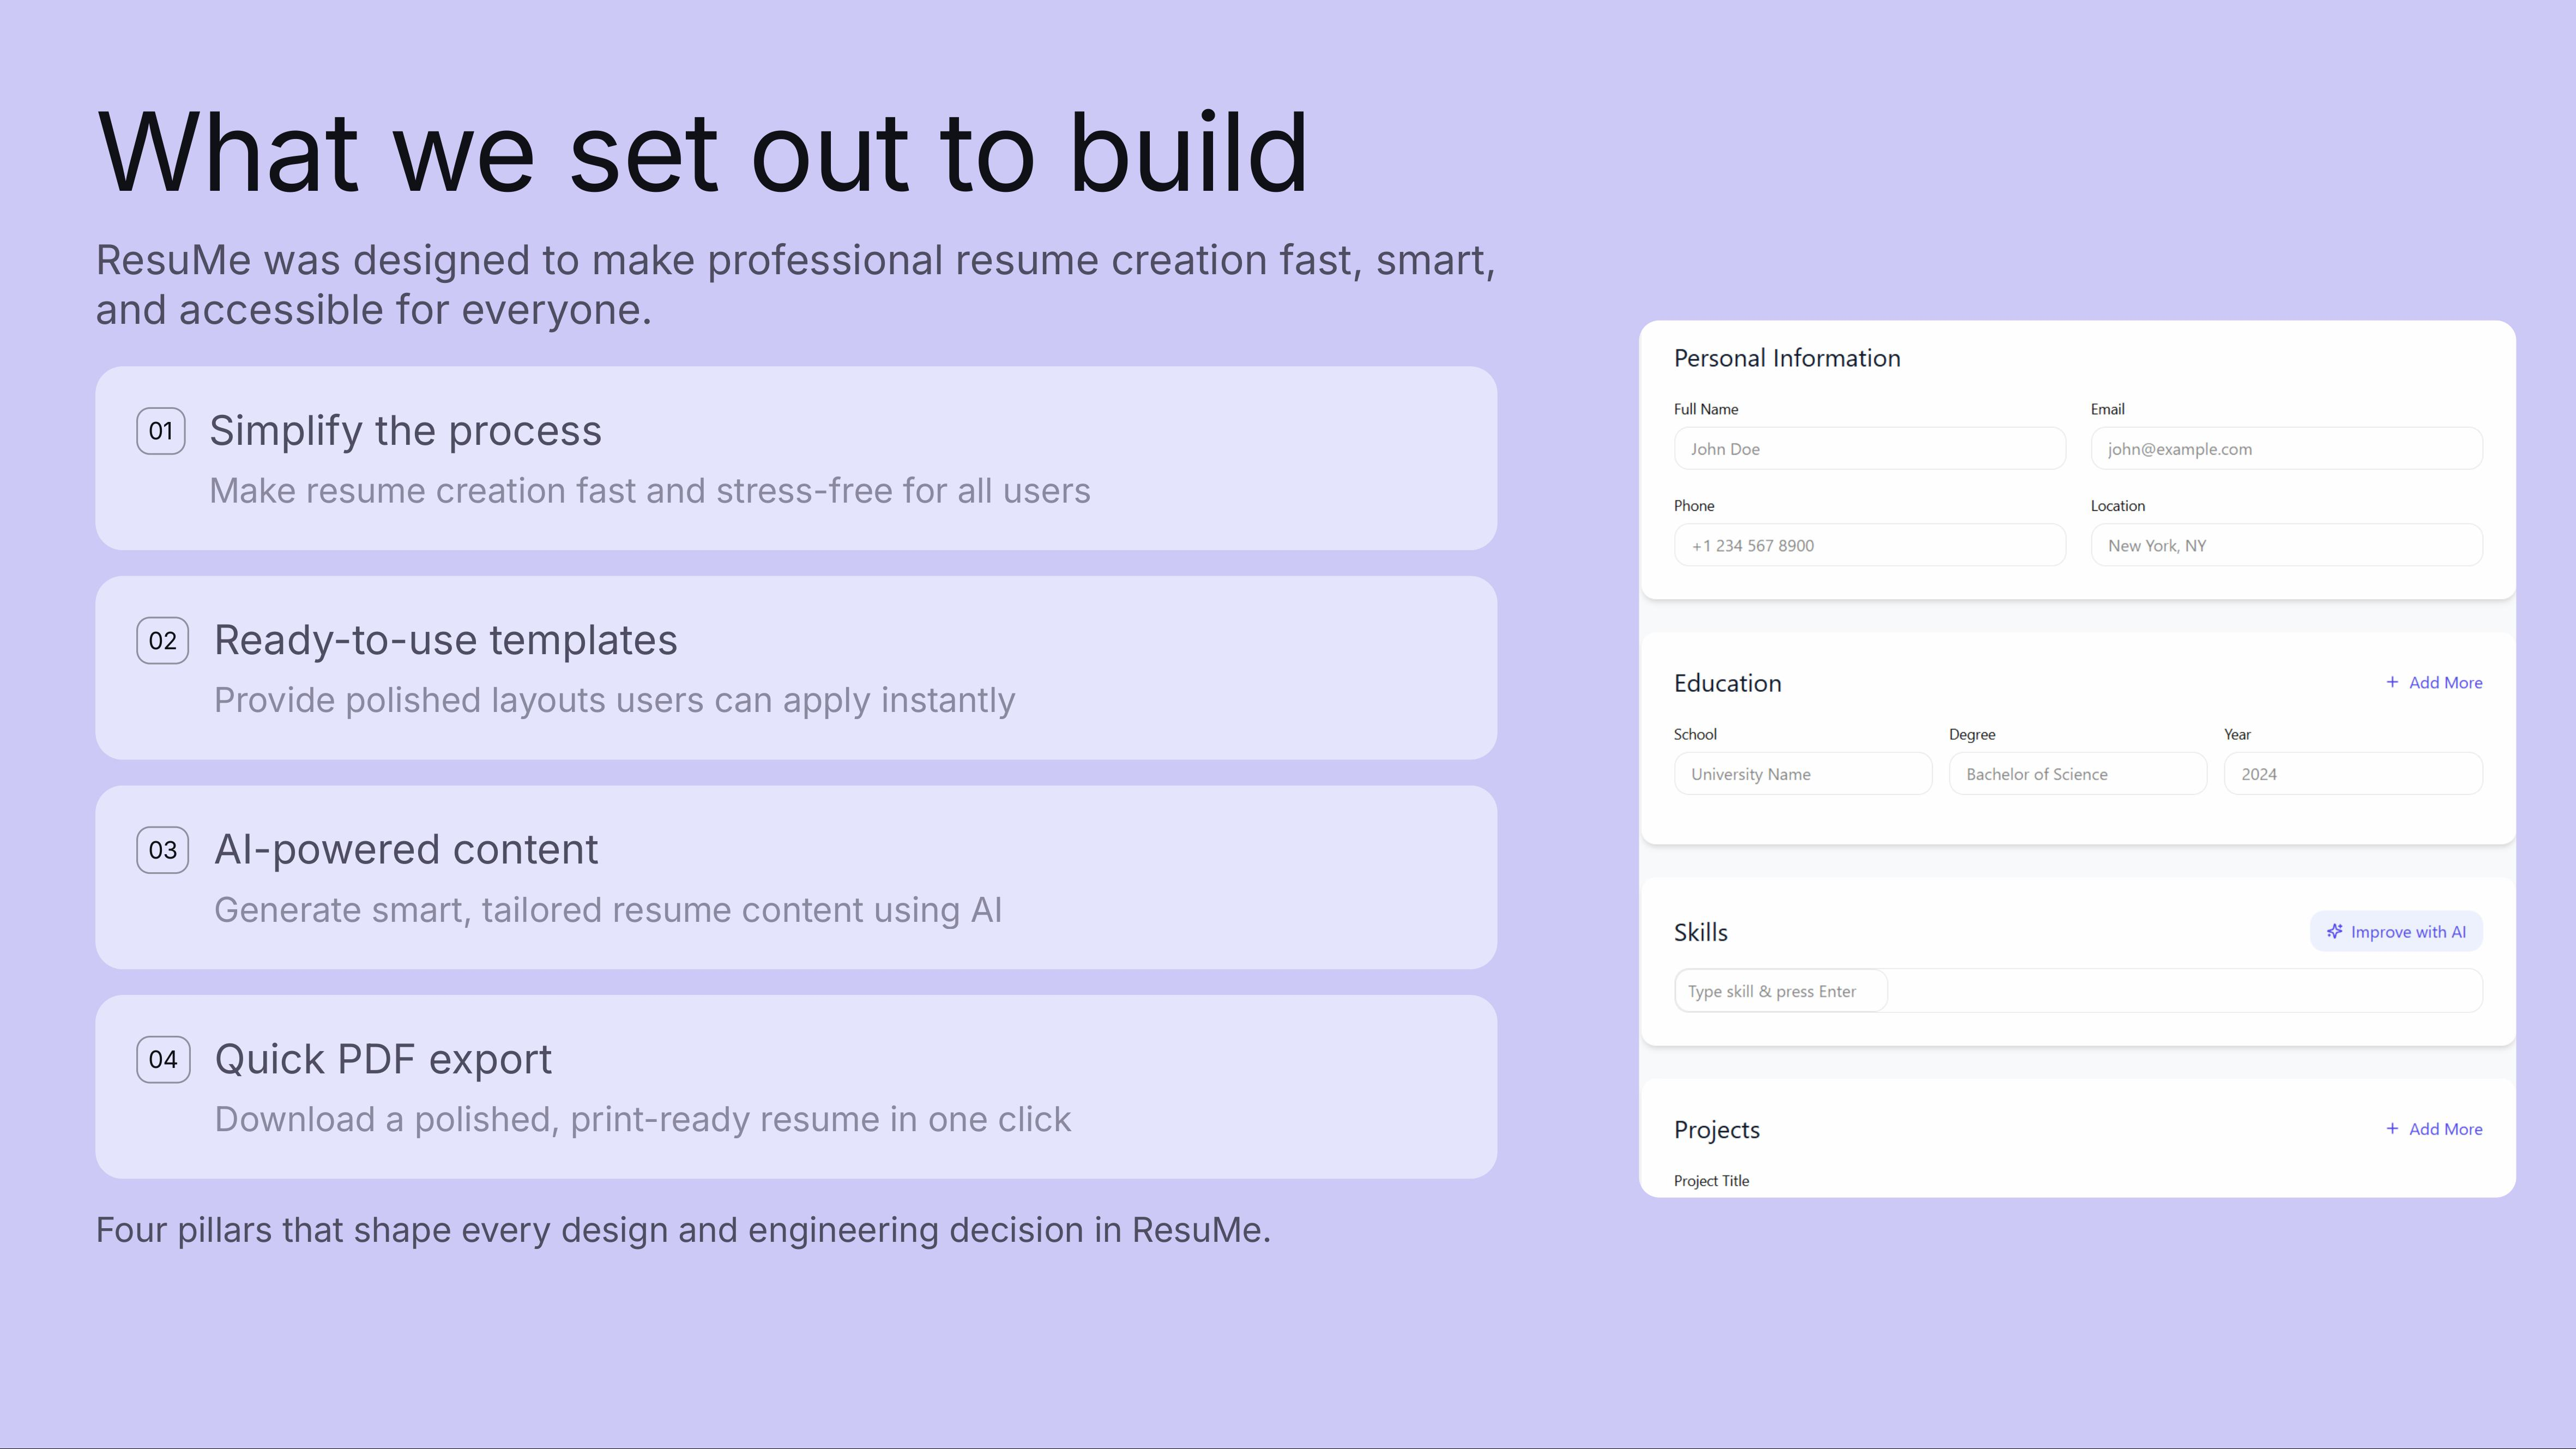 What we set out to build
ResuMe was designed to make professional resume creation fast, smart,
and accessible for everyone.
01 Simplify the process
Make resume creation fast and stress-free for all users
02 Ready-to-use templates
Provide polished layouts users can apply instantly
03 AI-powered content
Generate smart, tailored resume content using AI
04 Quick PDF export
Download a polished, print-ready resume in one click
Four pillars that shape every design and engineering decision in ResuMe.
Personal Information
Full Name Email
John Doe john@example.com
Phone Location
+1 234 567 8900 New York, NY
Education + Add More
School Degree Year
University Name Bachelor of Science 2024
Skills Improve with AI
Type skill & press Enter
Projects + Add More
Project Title